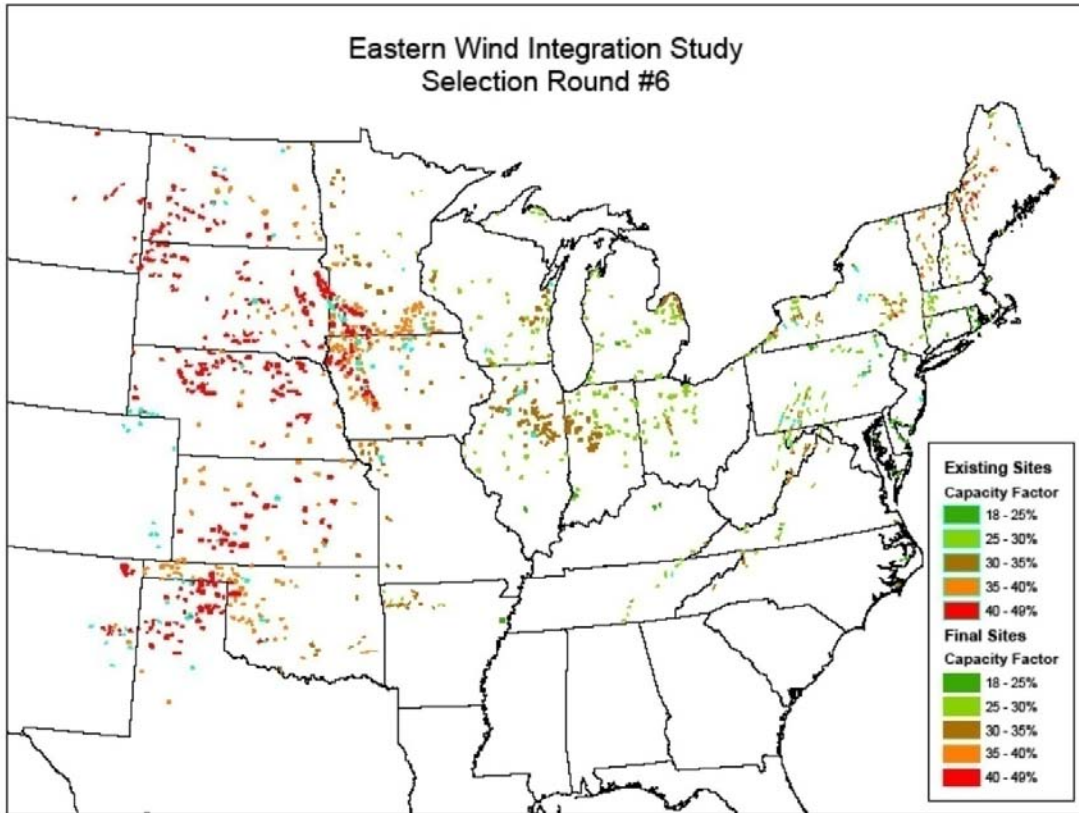 Eastern Wind Integration Study
Selection Round #6
Existing Sites
Capacity Factor
18 - 25%
25 - 30%
30 - 35%
35 - 40%
40 - 49%
Final Sites
Capacity Factor
18 - 25%
25 - 30%
30 - 35%
35 - 40%
40 - 49%